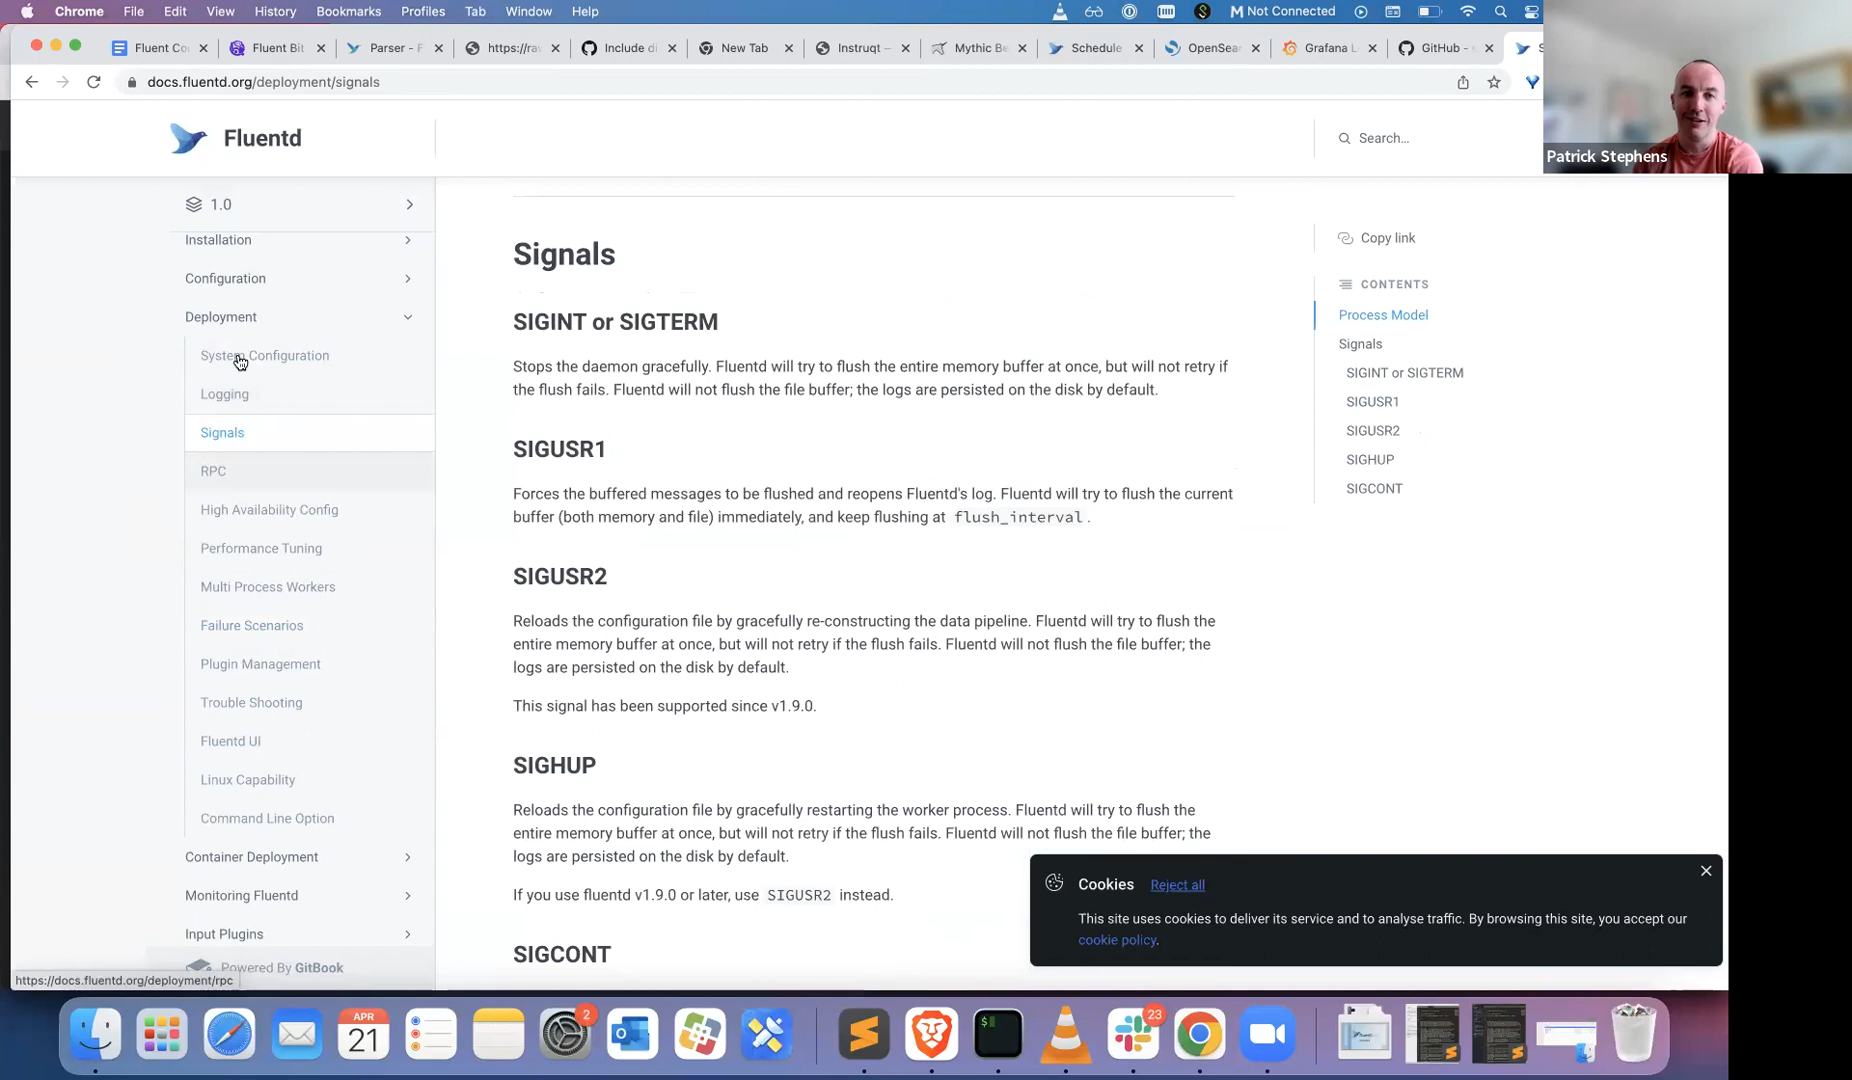 Chrome File Edit View History Bookmarks Profiles Tab Window Help
Not Connected
Fluent Co
Fluent Bit
Parser - F
https://ra
Include di
New Tab
Instruqt –
Mythic Be
Schedule
OpenSea
Grafana L
GitHub -
docs.fluentd.org/deployment/signals
Patrick Stephens
Fluentd
Search...
1.0
Installation
Configuration
Deployment
System Configuration
Logging
Signals
RPC
High Availability Config
Performance Tuning
Multi Process Workers
Failure Scenarios
Plugin Management
Trouble Shooting
Fluentd UI
Linux Capability
Command Line Option
Container Deployment
Monitoring Fluentd
Input Plugins
Powered By GitBook
https://docs.fluentd.org/deployment/rpc
Signals
SIGINT or SIGTERM
Stops the daemon gracefully. Fluentd will try to flush the entire memory buffer at once, but will not retry if
the flush fails. Fluentd will not flush the file buffer; the logs are persisted on the disk by default.
SIGUSR1
Forces the buffered messages to be flushed and reopens Fluentd's log. Fluentd will try to flush the current
buffer (both memory and file) immediately, and keep flushing at flush_interval.
SIGUSR2
Reloads the configuration file by gracefully re-constructing the data pipeline. Fluentd will try to flush the
entire memory buffer at once, but will not retry if the flush fails. Fluentd will not flush the file buffer; the
logs are persisted on the disk by default.
This signal has been supported since v1.9.0.
SIGHUP
Reloads the configuration file by gracefully restarting the worker process. Fluentd will try to flush the
entire memory buffer at once, but will not retry if the flush fails. Fluentd will not flush the file buffer; the
logs are persisted on the disk by default.
If you use fluentd v1.9.0 or later, use SIGUSR2 instead.
SIGCONT
Copy link
CONTENTS
Process Model
Signals
SIGINT or SIGTERM
SIGUSR1
SIGUSR2
SIGHUP
SIGCONT
Cookies Reject all
This site uses cookies to deliver its service and to analyse traffic. By browsing this site, you accept our
cookie policy.
APR
21
2
23